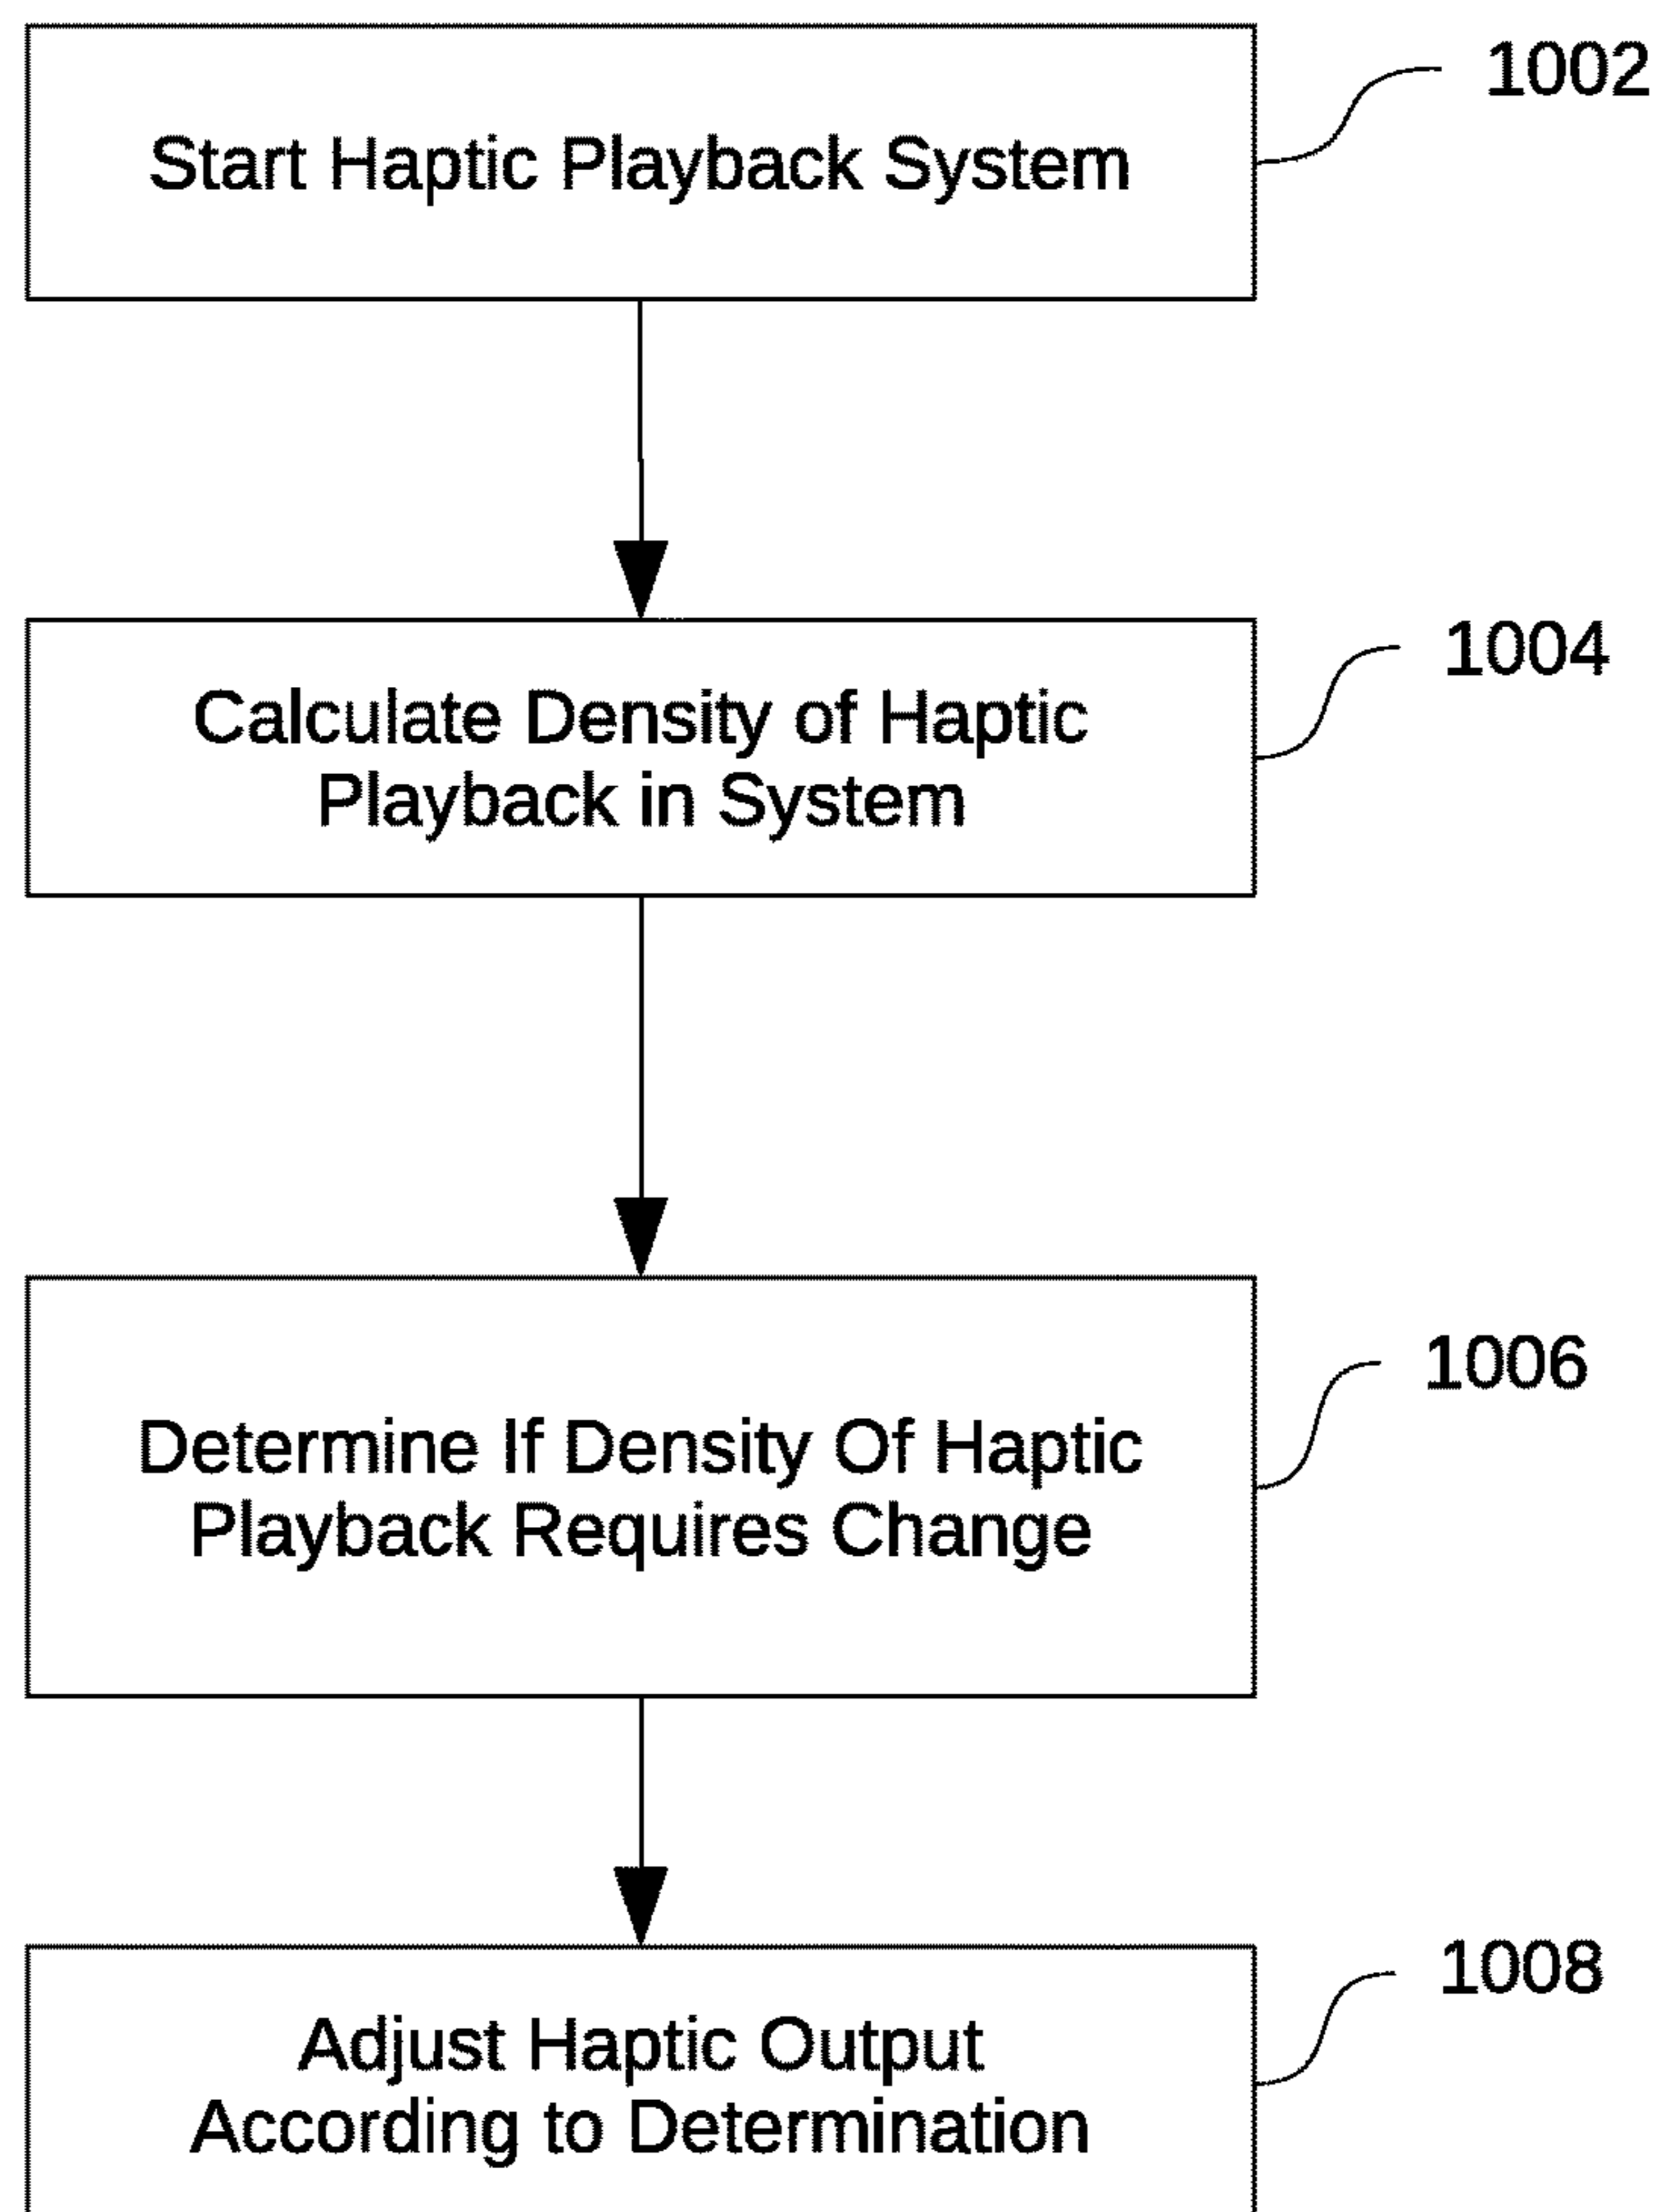 1002
Start Haptic Playback System
1004
Calculate Density of Haptic
Playback in System
1006
Determine If Density Of Haptic
Playback Requires Change
1008
Adjust Haptic Output
According to Determination